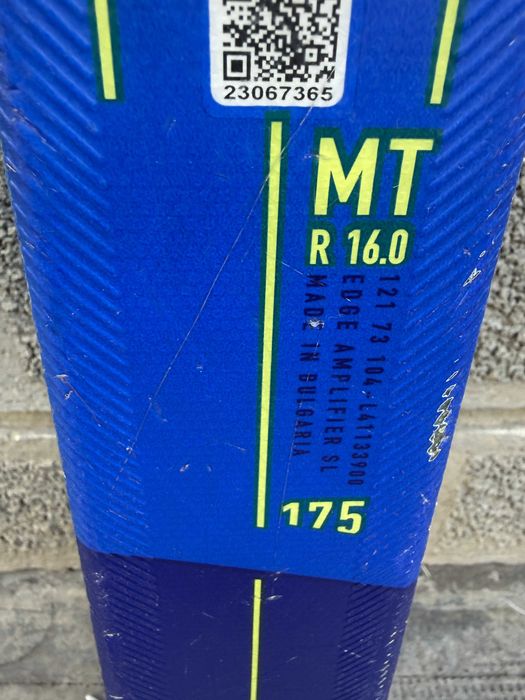 23067365
MT
R 16.0
121 73 104 - L41133900
EDGE AMPLIFIER SL
MADE IN BULGARIA
175